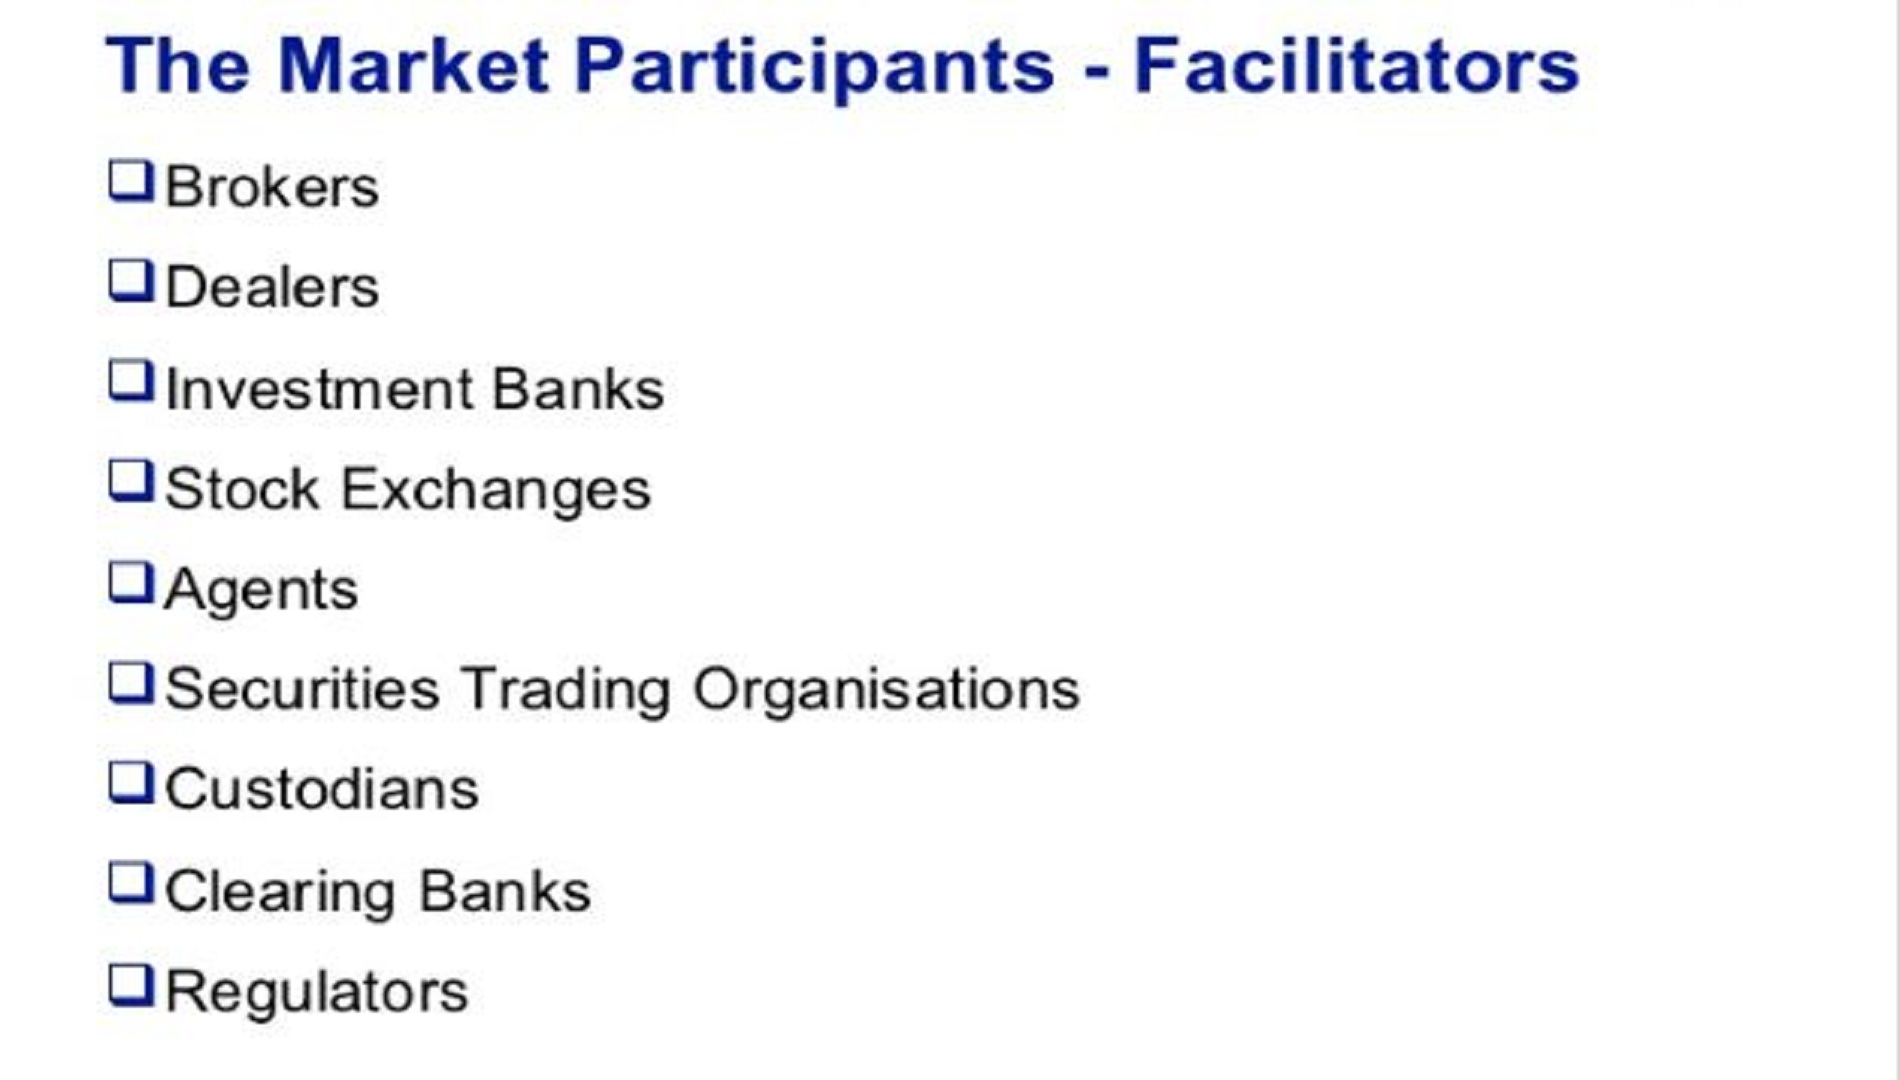 The Market Participants - Facilitators
Brokers
Dealers
Investment Banks
Stock Exchanges
Agents
Securities Trading Organisations
Custodians
Clearing Banks
Regulators